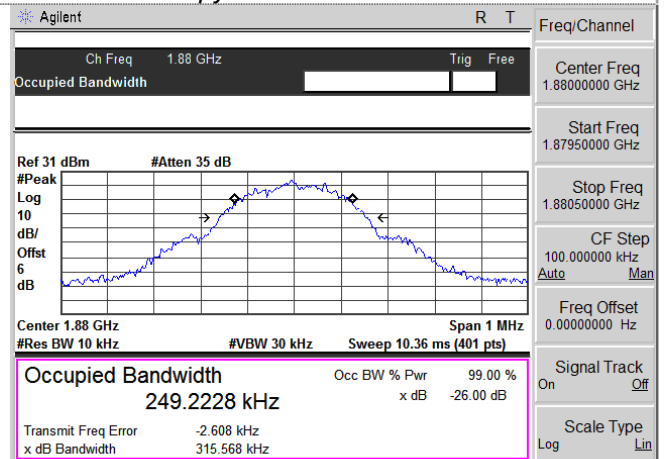 Agilent R T
Ch Freq 1.88 GHz Trig Free
Occupied Bandwidth
Ref 31 dBm #Atten 35 dB
#Peak
Log
10
dB/
Offst
6
dB
Center 1.88 GHz Span 1 MHz
#Res BW 10 kHz #VBW 30 kHz Sweep 10.36 ms (401 pts)
Occupied Bandwidth Occ BW % Pwr 99.00 %
249.2228 kHz x dB -26.00 dB
Transmit Freq Error -2.608 kHz
x dB Bandwidth 315.568 kHz
Freq/Channel
Center Freq
1.88000000 GHz
Start Freq
1.87950000 GHz
Stop Freq
1.88050000 GHz
CF Step
100.000000 kHz
Auto Man
Freq Offset
0.00000000 Hz
Signal Track
On Off
Scale Type
Log Lin